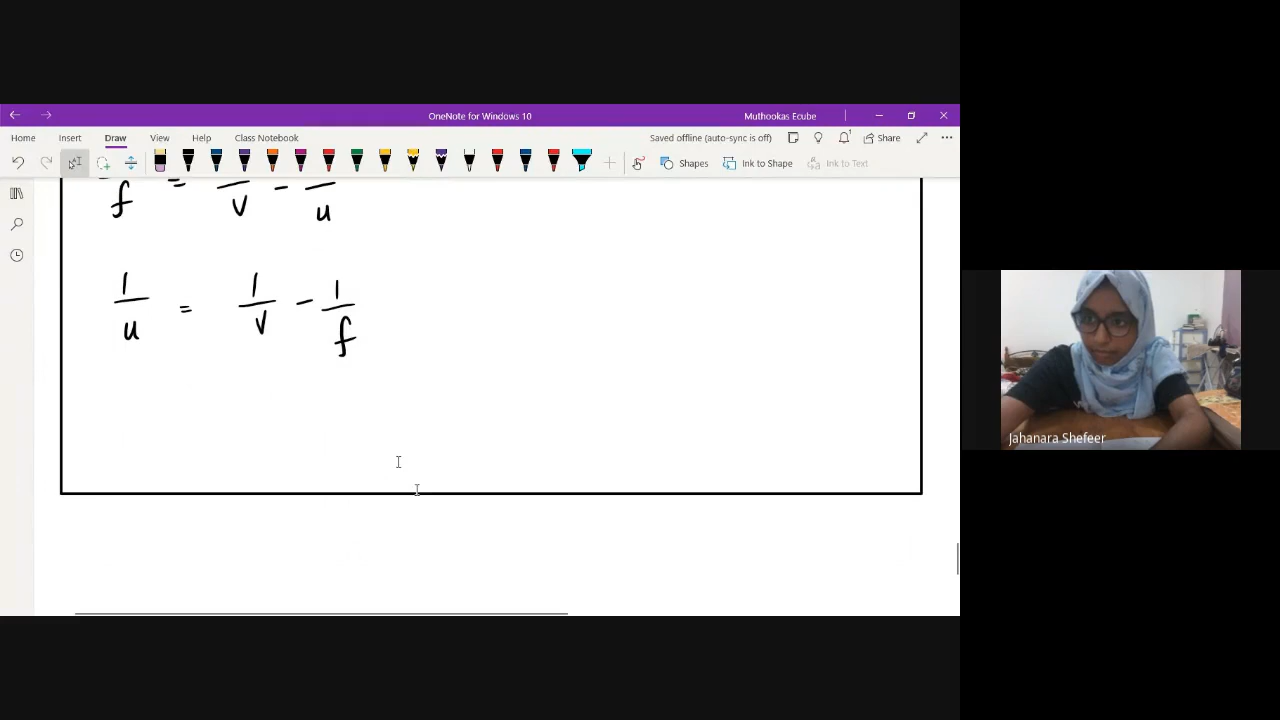 OneNote for Windows 10
Muthookas Ecube
Home Insert Draw View Help Class Notebook
Saved offline (auto-sync is off) Share
Shapes Ink to Shape Ink to Text
f = v - u
1/u = 1/v - 1/f
Jahanara Shefeer